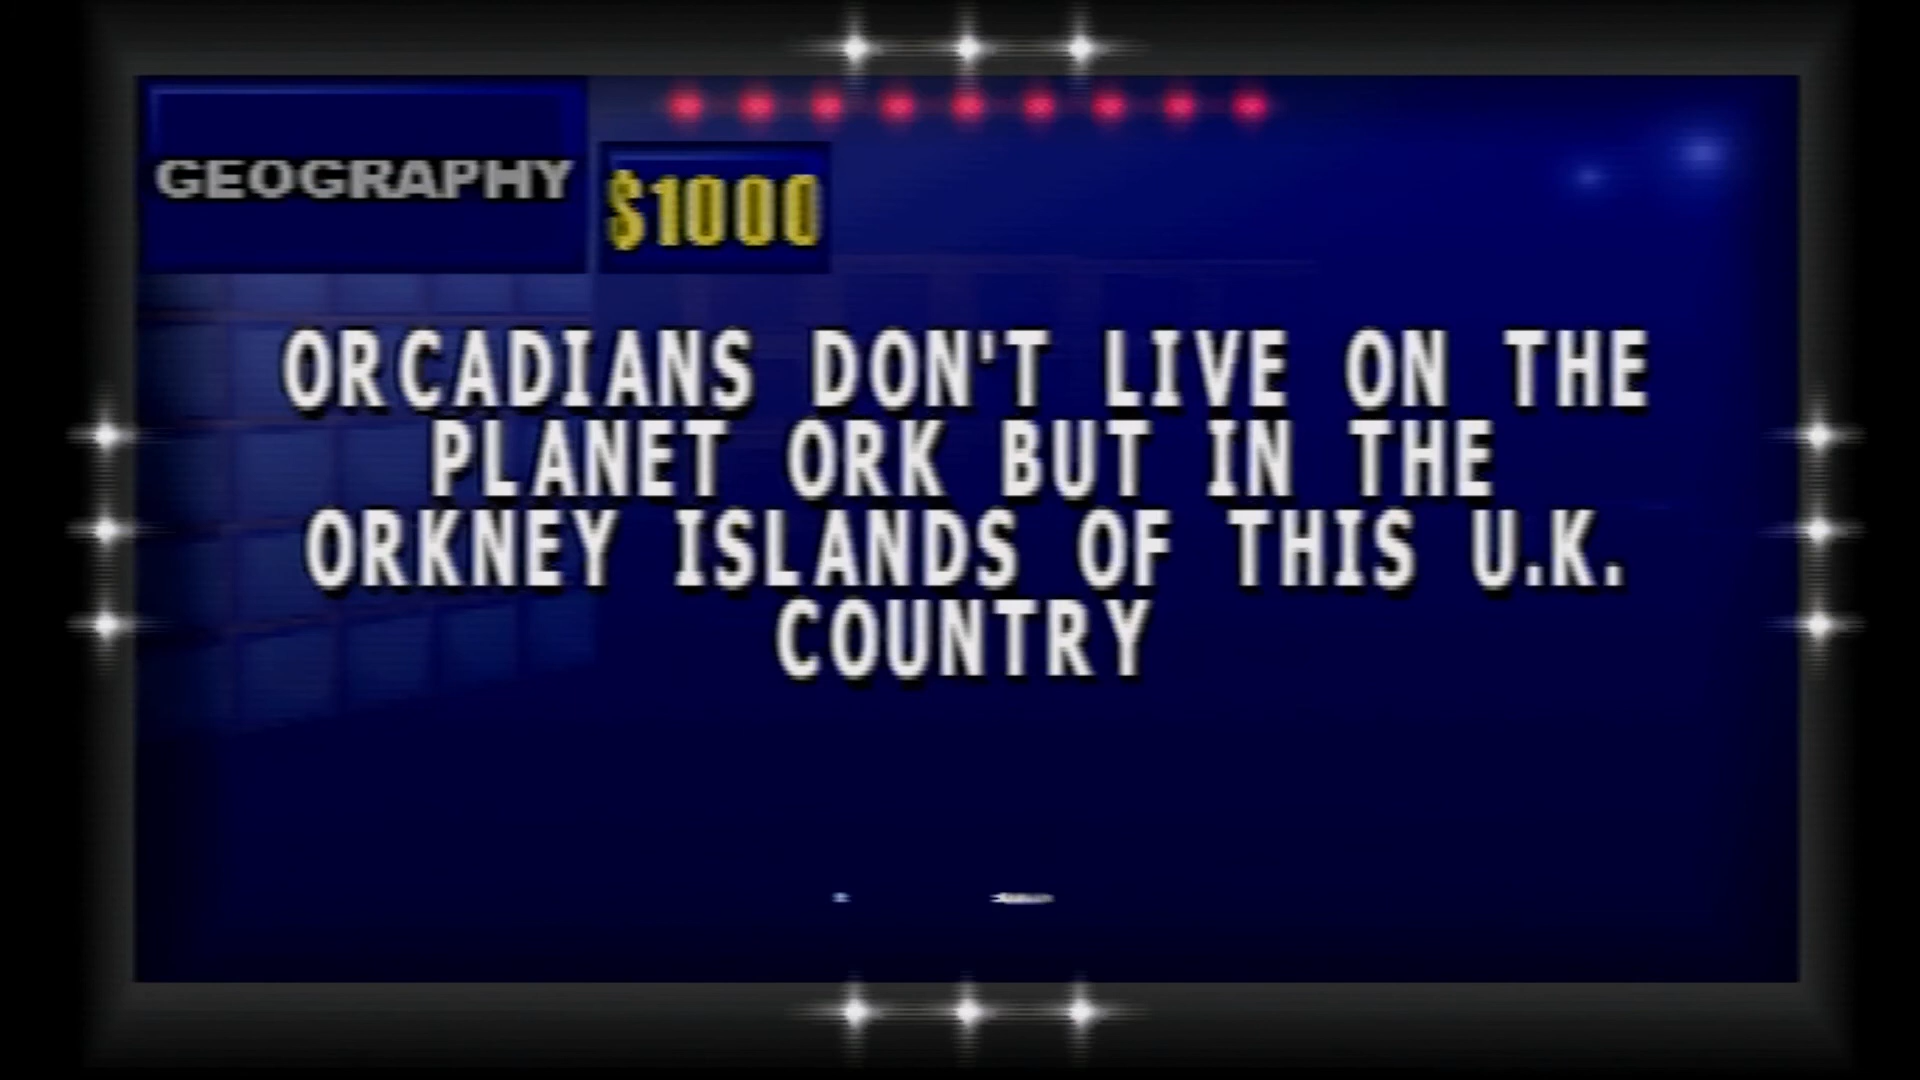 GEOGRAPHY
$1000
ORCADIANS DON'T LIVE ON THE
PLANET ORK BUT IN THE
ORKNEY ISLANDS OF THIS U.K.
COUNTRY